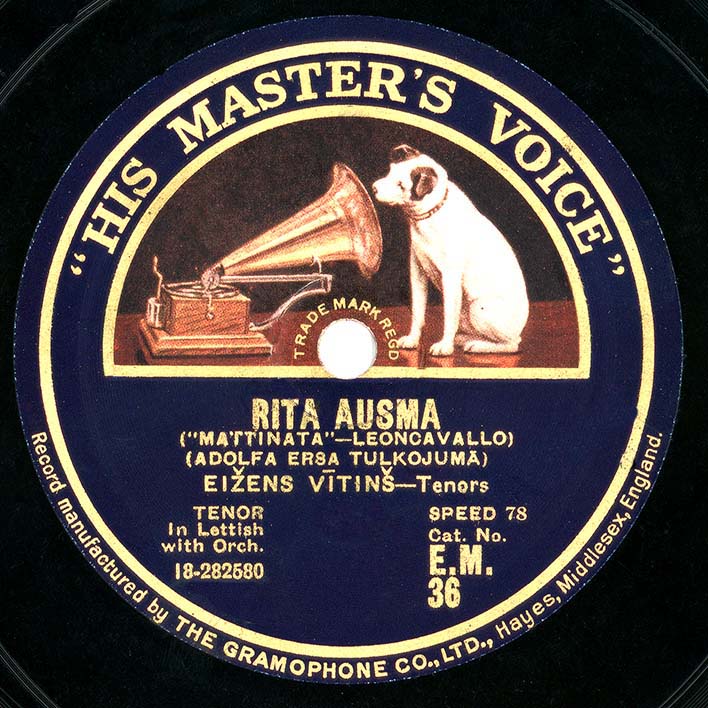 "HIS MASTER'S VOICE"
TRADE MARK REGD
RITA AUSMA
("MATTINATA"—LEONCAVALLO)
(ADOLFA ERSA TULKOJUMĀ)
EIŽENS VĪTINŠ—Tenors
TENOR
In Lettish
with Orch.
18-282580
SPEED 78
Cat. No.
E.M.
36
Record manufactured by THE GRAMOPHONE CO., LTD., Hayes, Middlesex, England.